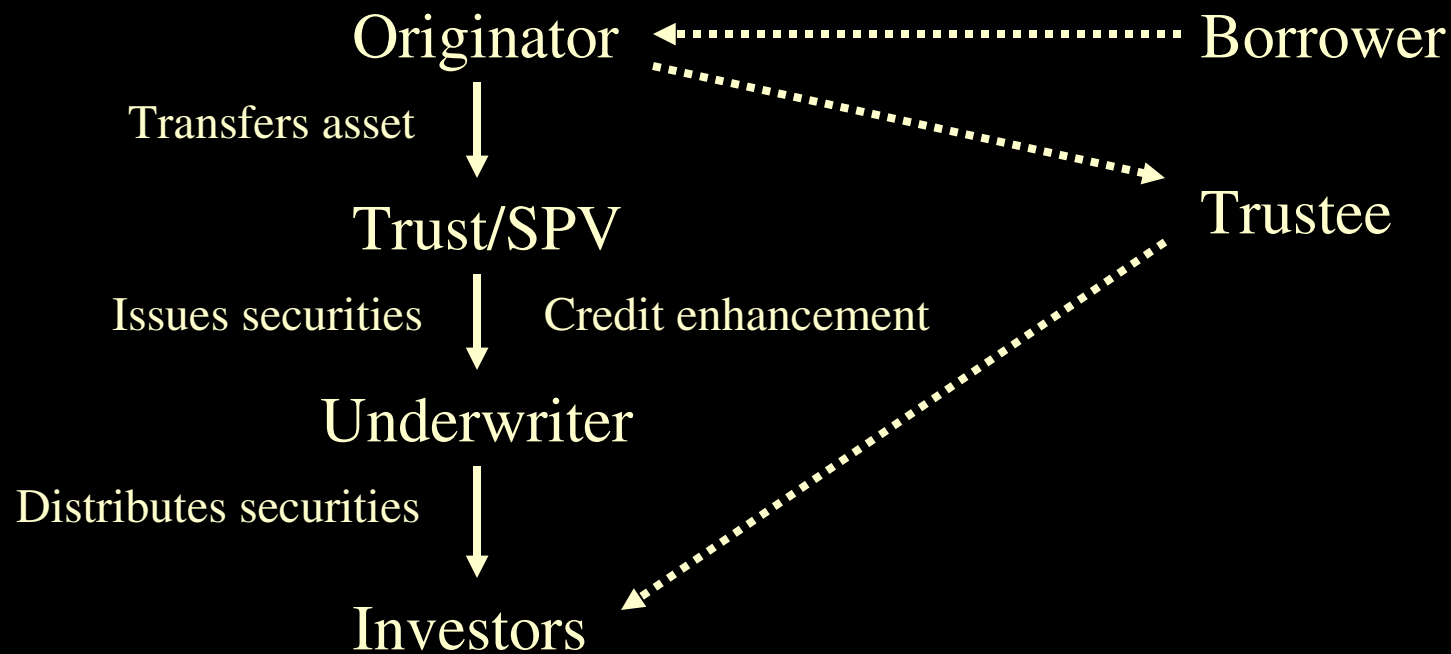 Originator
Borrower
Transfers asset
Trust/SPV
Trustee
Issues securities
Credit enhancement
Underwriter
Distributes securities
Investors